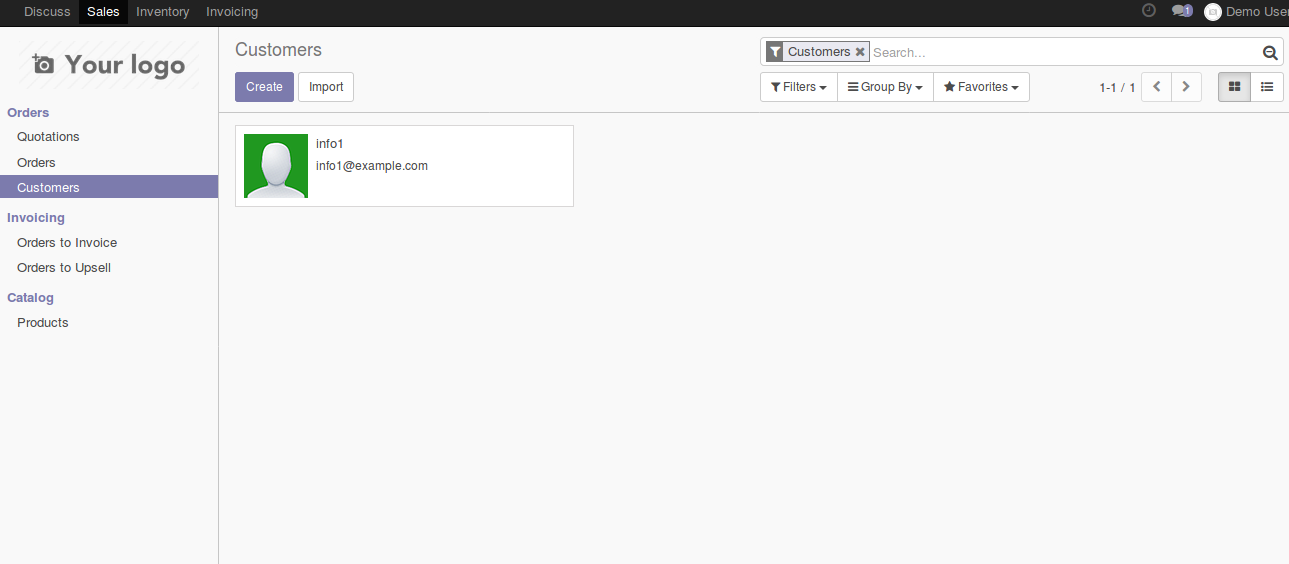 Discuss Sales Inventory Invoicing 1 Demo User
Your logo
Orders
Quotations
Orders
Customers
Invoicing
Orders to Invoice
Orders to Upsell
Catalog
Products
Customers
Customers Search...
Create Import
Filters Group By Favorites 1-1 / 1
info1
info1@example.com